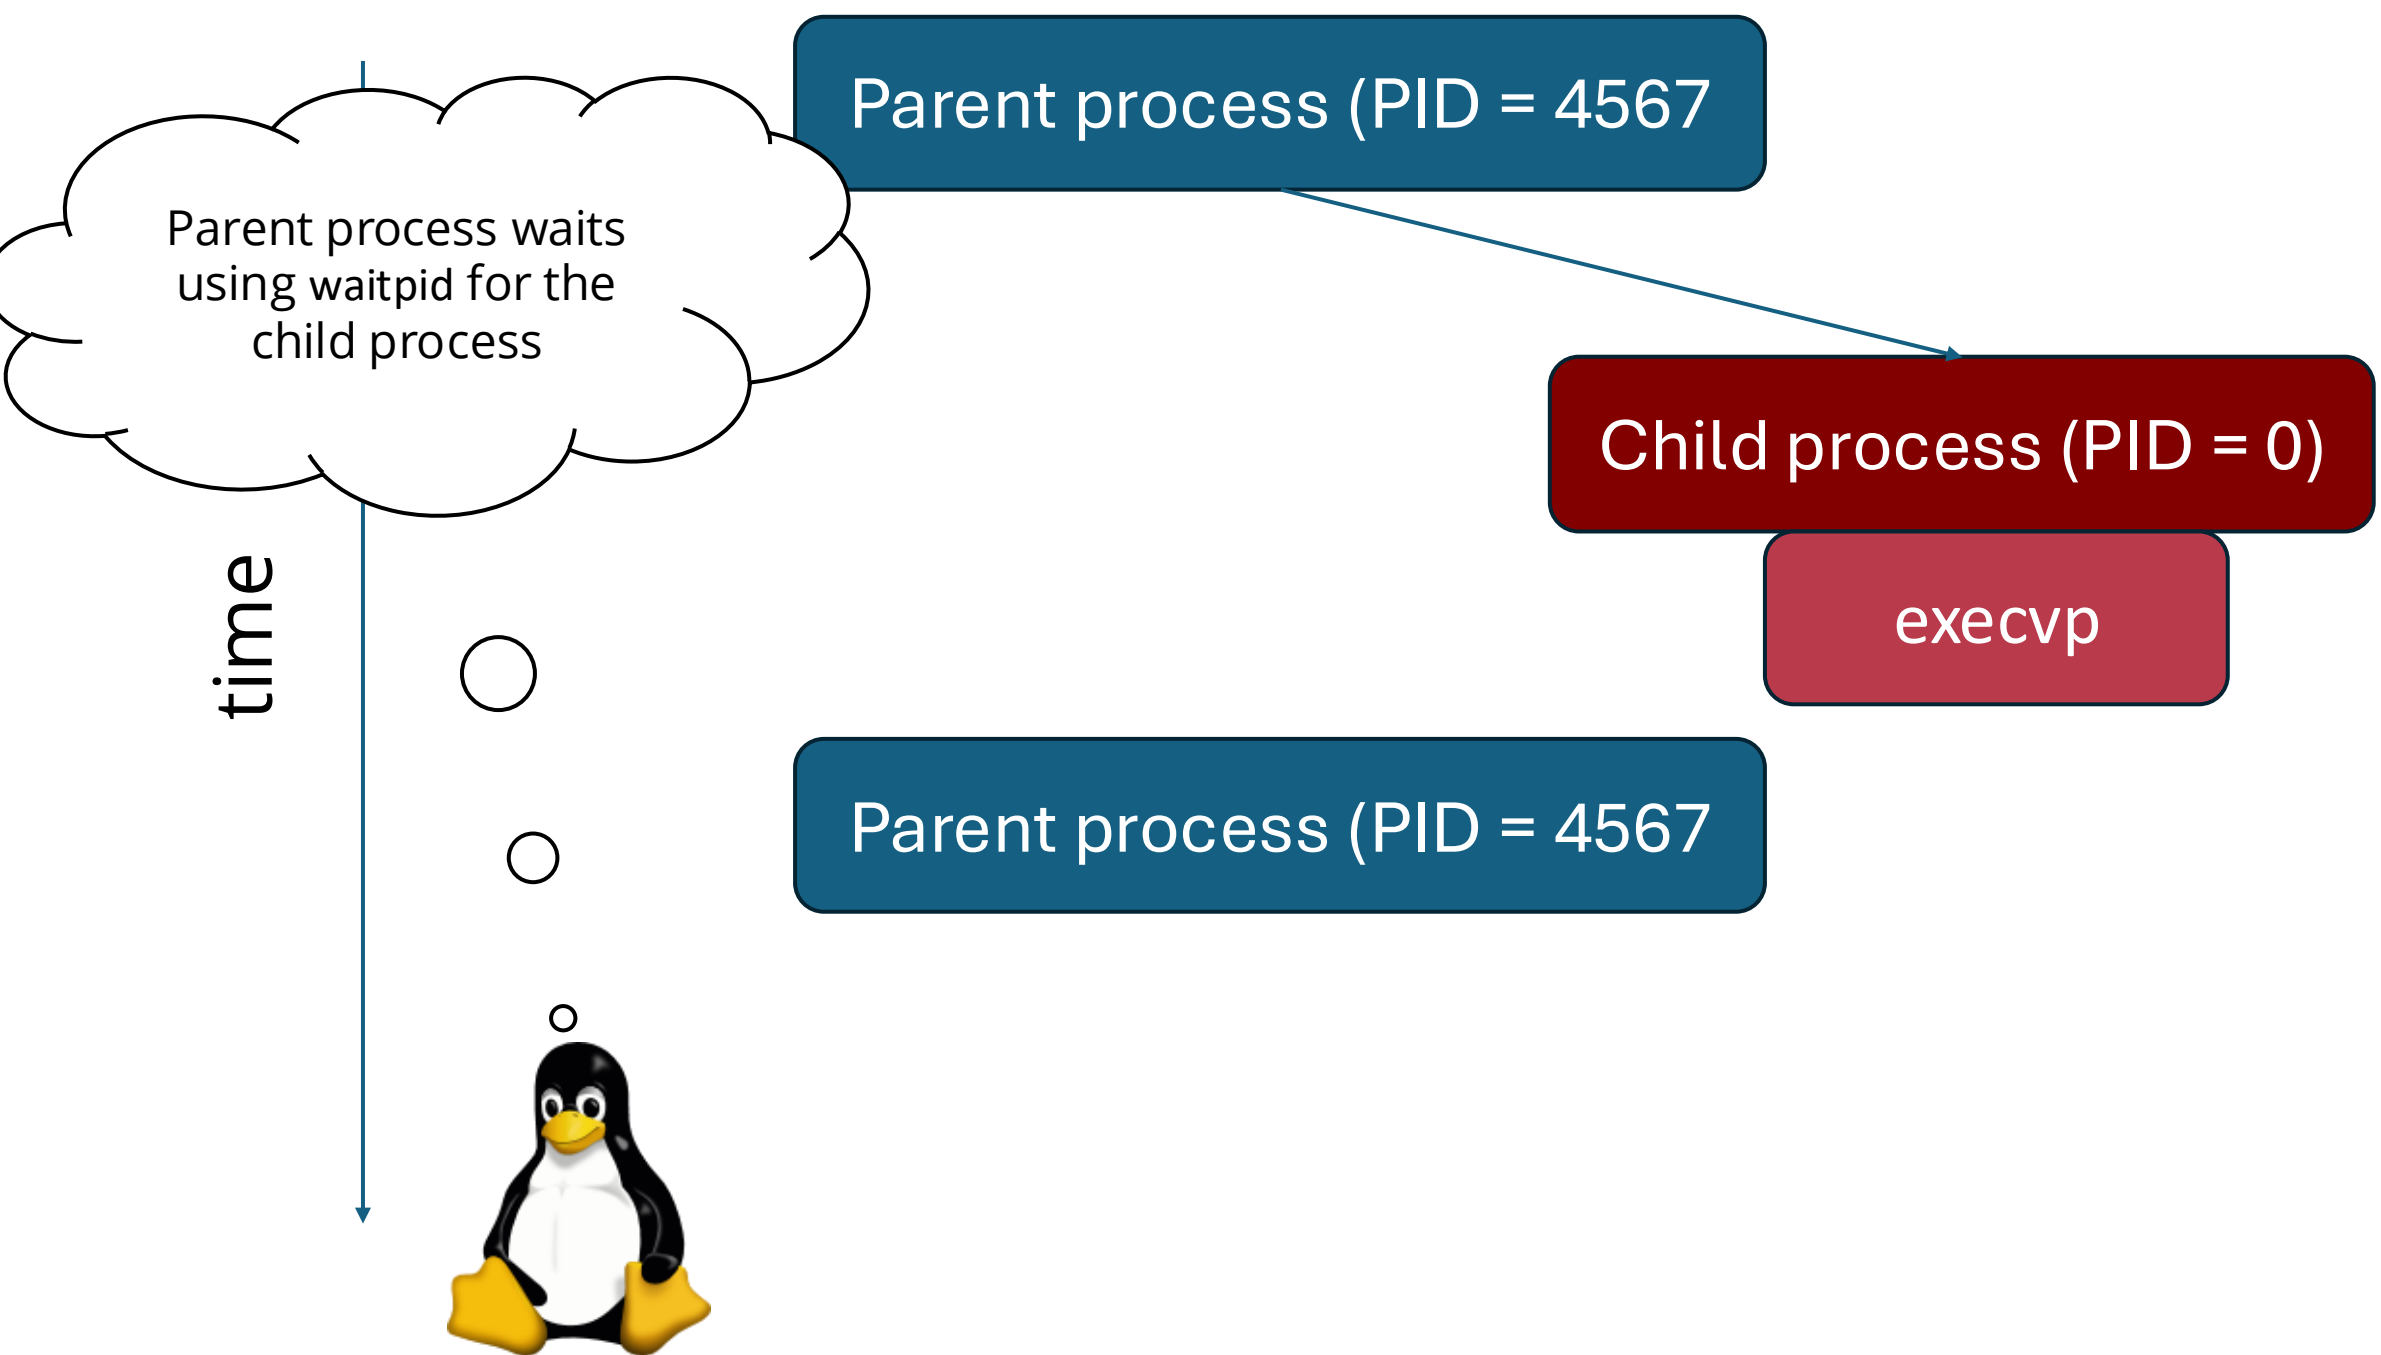 Parent process (PID = 4567
Parent process waits
using waitpid for the
child process
Child process (PID = 0)
execvp
time
Parent process (PID = 4567